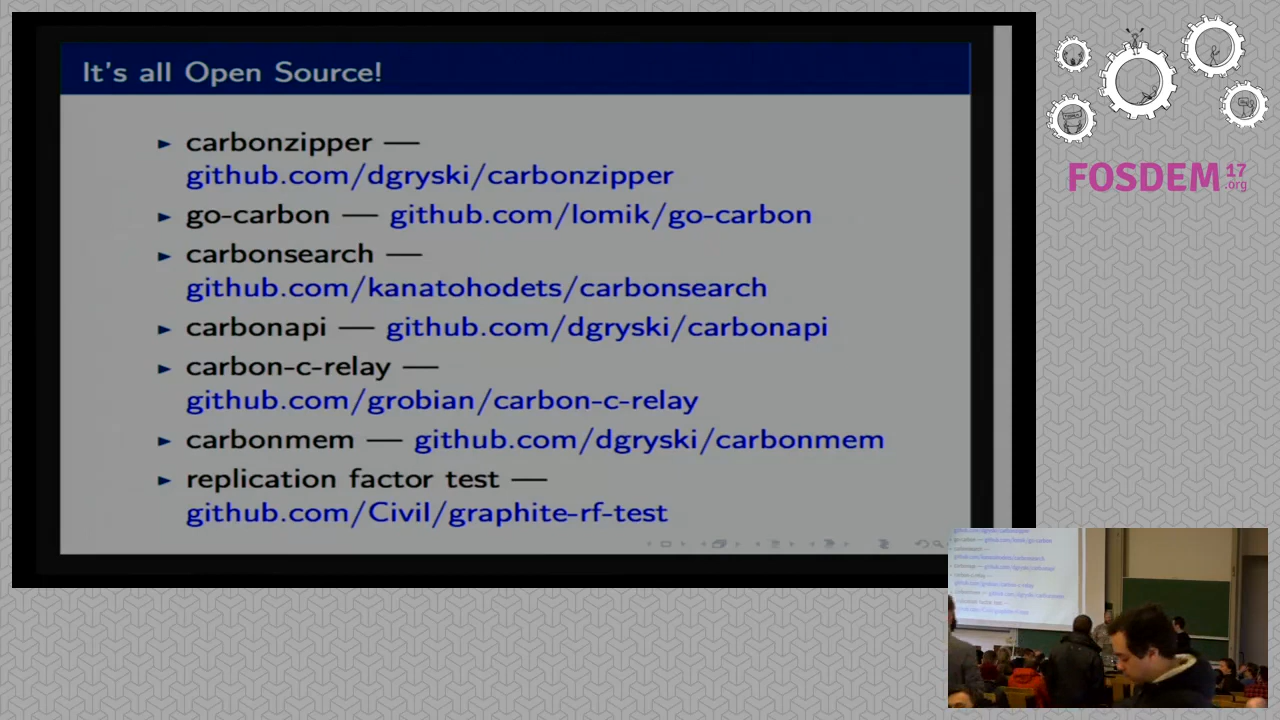 It's all Open Source!
carbonzipper —
github.com/dgryski/carbonzipper
go-carbon — github.com/lomik/go-carbon
carbonsearch —
github.com/kanatohodets/carbonsearch
carbonapi — github.com/dgryski/carbonapi
carbon-c-relay —
github.com/grobian/carbon-c-relay
carbonmem — github.com/dgryski/carbonmem
replication factor test —
github.com/Civil/graphite-rf-test
FOSDEM 17
.org